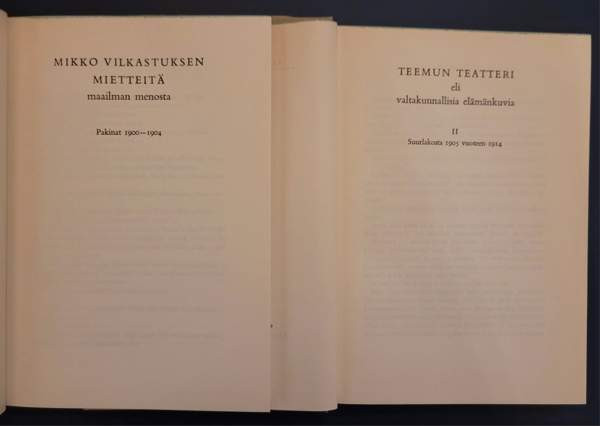 MIKKO VILKASTUKSEN
MIETTEITÄ
maailman menosta
Pakinat 1900—1904
TEEMUN TEATTERI
eli
valtakunnallisia elämänkuvia
II
Suurlakosta 1905 vuoteen 1914